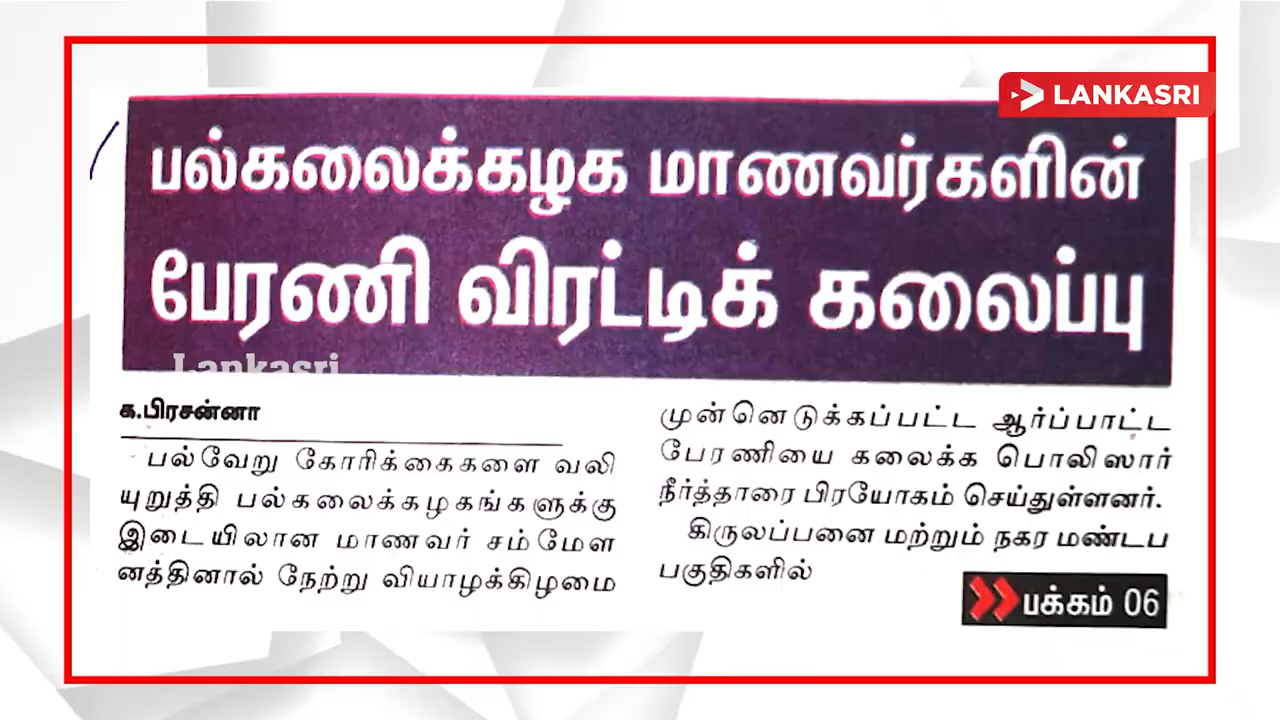 LANKASRI
பல்கலைக்கழக மாணவர்களின்
பேரணி விரட்டிக் கலைப்பு
Lankasri
க.பிரசன்னா
பல்வேறு கோரிக்கைகளை வலி
யுறுத்தி பல்கலைக்கழகங்களுக்கு
இடையிலான மாணவர் சம்மேள
னத்தினால் நேற்று வியாழக்கிழமை
முன்னெடுக்கப்பட்ட ஆர்ப்பாட்ட
பேரணியை கலைக்க பொலிஸார்
நீர்த்தாரை பிரயோகம் செய்துள்ளனர்.
கிருலப்பனை மற்றும் நகர மண்டப
பகுதிகளில்
பக்கம் 06